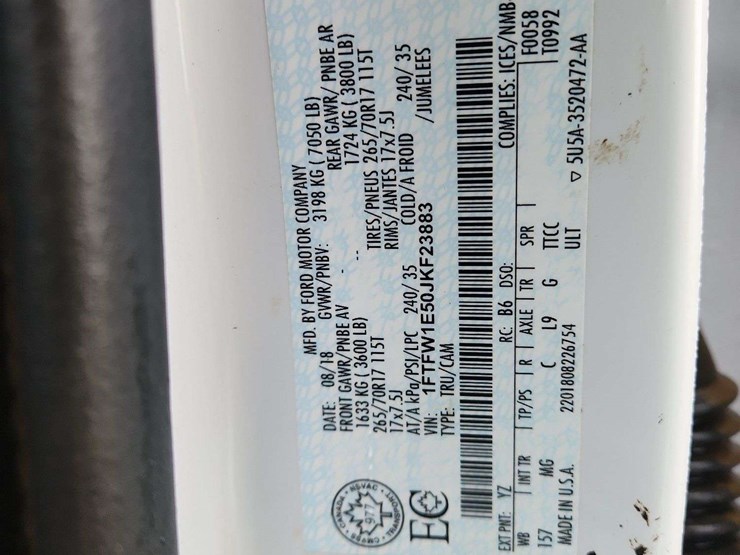 MFD. BY FORD MOTOR COMPANY
DATE: 08/18 GVWR/PNBV: 3198 KG ( 7050 LB)
FRONT GAWR/PNBE AV REAR GAWR/ PNBE AR
1633 KG ( 3600 LB) -- 1724 KG ( 3800 LB)
265/70R17 115T TIRES/PNEUS 265/70R17 115T
17x7.5J RIMS/JANTES 17x7.5J
AT/A kPa/PSI/LPC 240/ 35 COLD/A FROID 240/ 35
VIN: 1FTFW1E50JKF23883 / JUMELEES
TYPE: TRU/CAM
CANADA
NSVAC
TRANSPORT
977
EC
COMPLIES: ICES/NMB-
EXT PNT: YZ RC: B6 DSO: F0058
WB INT TR TP/PS R AXLE TR SPR T0992
157 MG C L9 G TTCC
ULT
MADE IN U.S.A. 2201808226754 ▽ 5U5A-3520472-AA